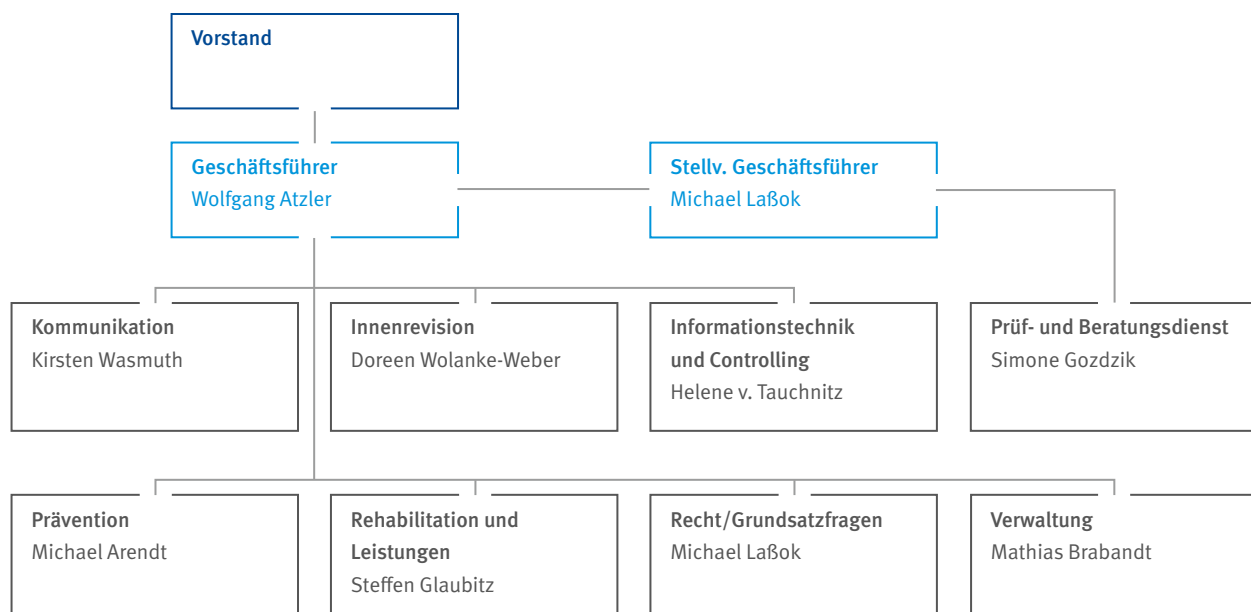 Vorstand
Geschäftsführer
Wolfgang Atzler
Stellv. Geschäftsführer
Michael Laßok
Kommunikation
Kirsten Wasmuth
Innenrevision
Doreen Wolanke-Weber
Informationstechnik
und Controlling
Helene v. Tauchnitz
Prüf- und Beratungsdienst
Simone Gozdzik
Prävention
Michael Arendt
Rehabilitation und
Leistungen
Steffen Glaubitz
Recht/Grundsatzfragen
Michael Laßok
Verwaltung
Mathias Brabandt